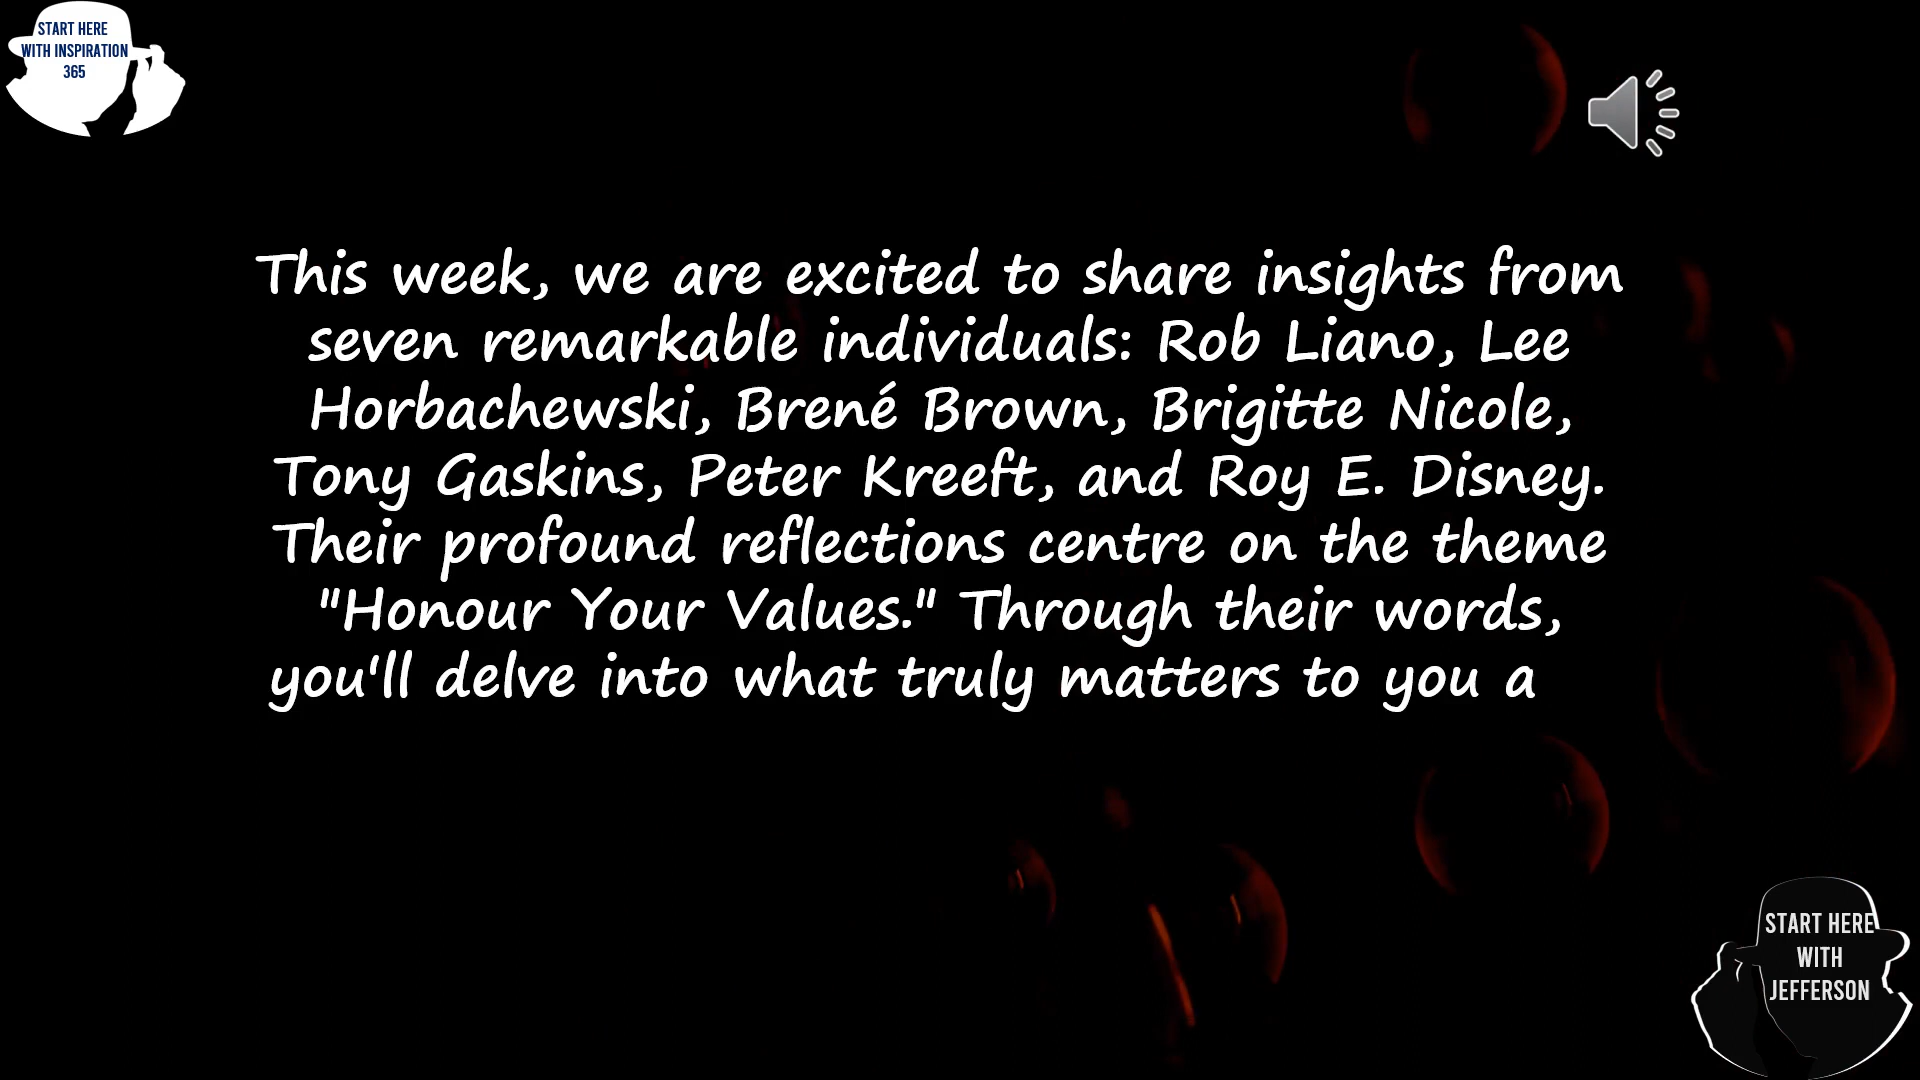 START HERE
WITH INSPIRATION
365
This week, we are excited to share insights from
seven remarkable individuals: Rob Liano, Lee
Horbachewski, Brené Brown, Brigitte Nicole,
Tony Gaskins, Peter Kreeft, and Roy E. Disney.
Their profound reflections centre on the theme
"Honour Your Values." Through their words,
you'll delve into what truly matters to you a
START HERE
WITH
JEFFERSON